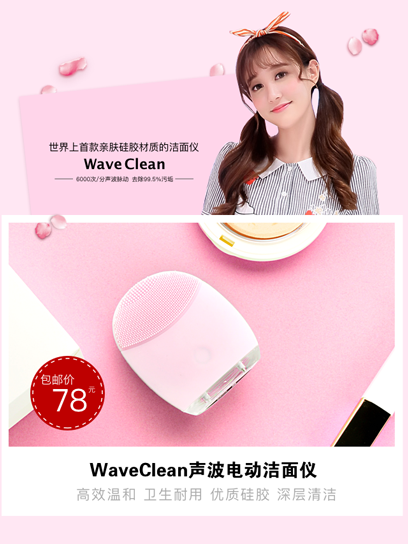 世界上首款亲肤硅胶材质的洁面仪
Wave Clean
6000次/分声波脉动 去除99.5%污垢
包邮价
78元
WaveClean声波电动洁面仪
高效温和 卫生耐用 优质硅胶 深层清洁